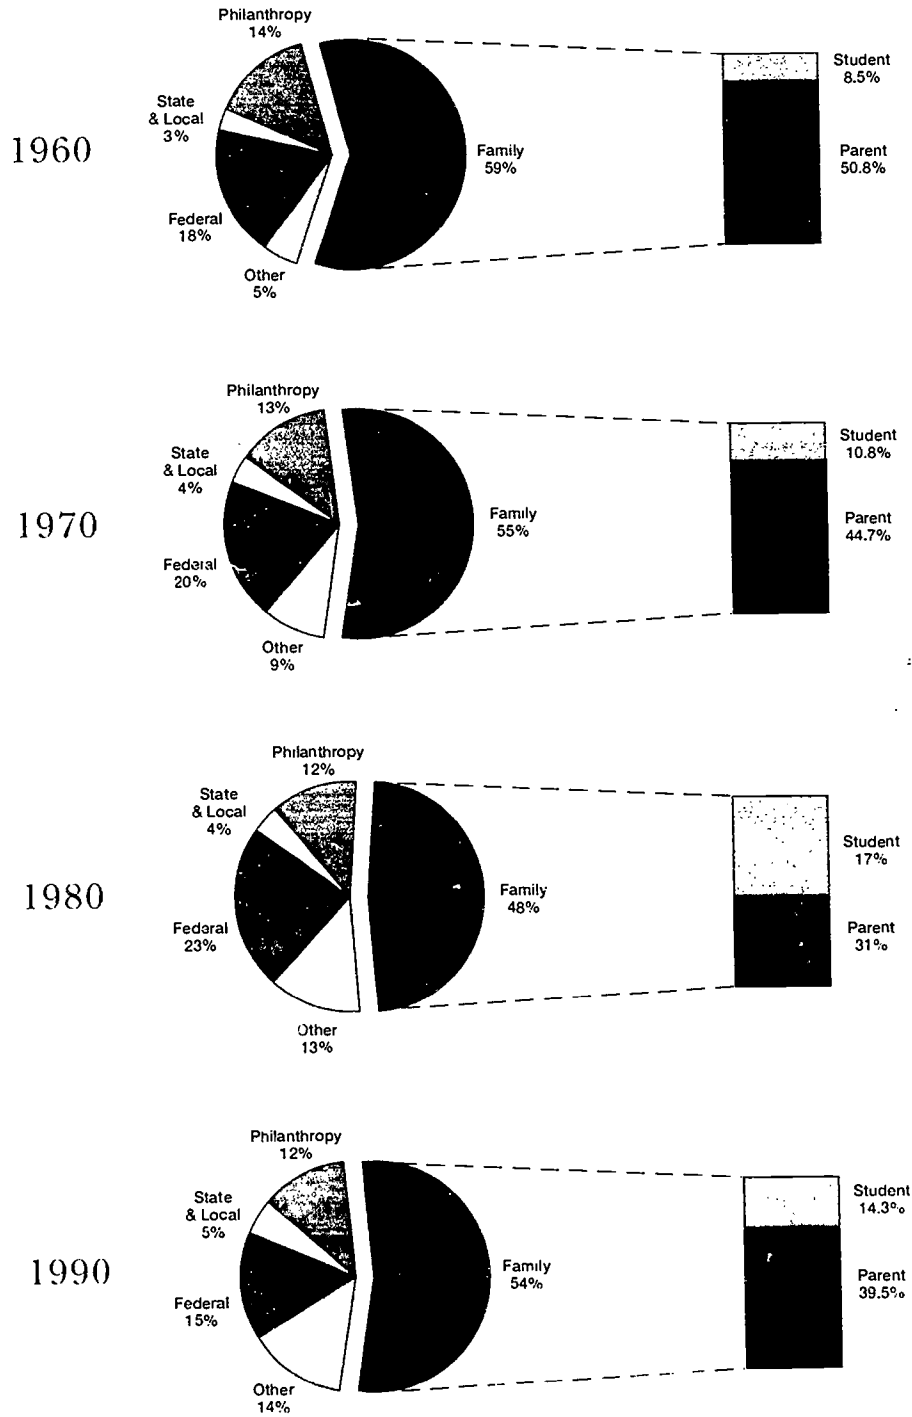 Philanthropy
14%
State
& Local
3%
1960
Federal
18%
Other
5%
Family
59%
Student
8.5%
Parent
50.8%
Philanthropy
13%
State
& Local
4%
1970
Federal
20%
Other
9%
Family
55%
Student
10.8%
Parent
44.7%
Philanthropy
12%
State
& Local
4%
1980
Federal
23%
Other
13%
Family
48%
Student
17%
Parent
31%
Philanthropy
12%
State
& Local
5%
1990
Federal
15%
Other
14%
Family
54%
Student
14.3%
Parent
39.5%